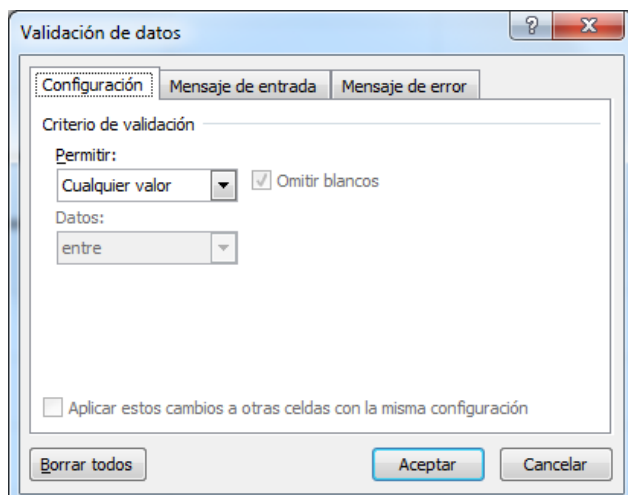 Validación de datos
Configuración Mensaje de entrada Mensaje de error
Criterio de validación
Permitir:
Cualquier valor Omitir blancos
Datos:
entre
Aplicar estos cambios a otras celdas con la misma configuración
Borrar todos Aceptar Cancelar